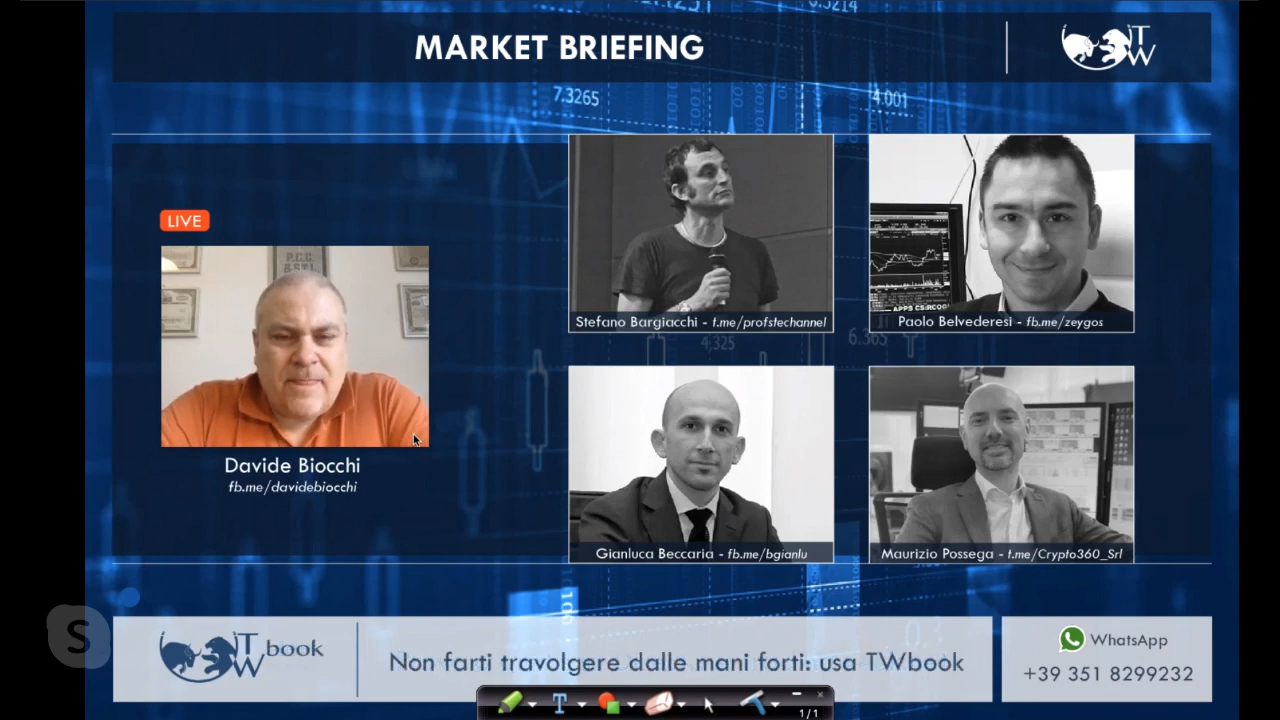 MARKET BRIEFING
TW
7.3265
4.001
LIVE
P.C.C.
Stefano Bargiacchi - t.me/profstechannel
Paolo Belvederesi - fb.me/zeygos
4,325
6.365
Davide Biocchi
fb.me/davidebiocchi
Gianluca Beccaria - fb.me/bgianlu
Maurizio Possega - t.me/Crypto360_Srl
S
TW book
Non farti travolgere dalle mani forti: usa TWbook
WhatsApp
+39 351 8299232
T
1/1